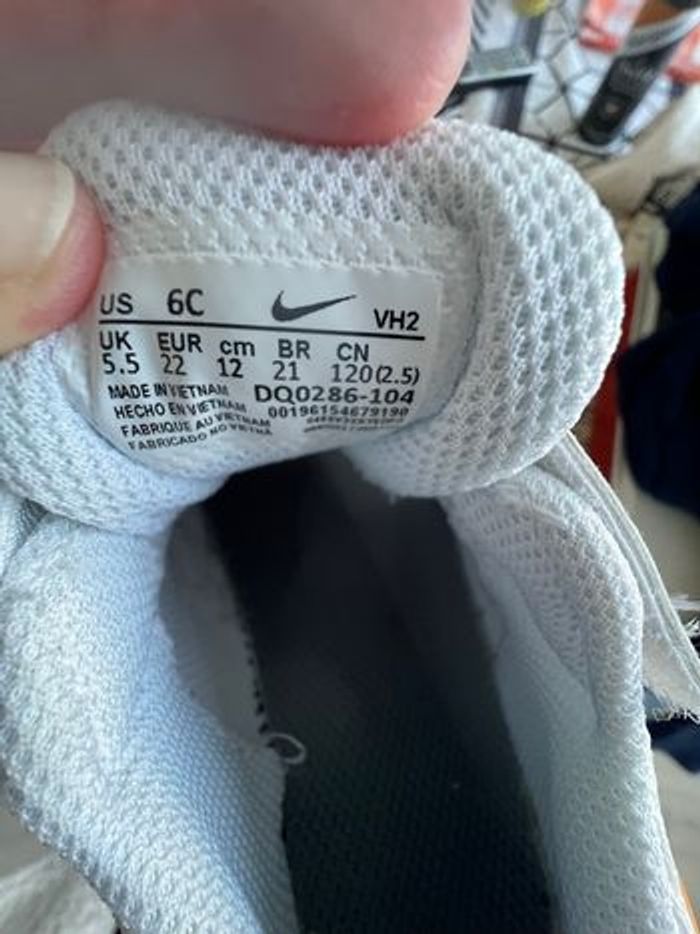 US 6C VH2
UK EUR cm BR CN
5.5 22 12 21 120(2.5)
MADE IN VIETNAM DQ0286-104
HECHO EN VIETNAM 00196154679190
FABRIQUE AU VIETNAM
FABRICADO NO VIETNÃ